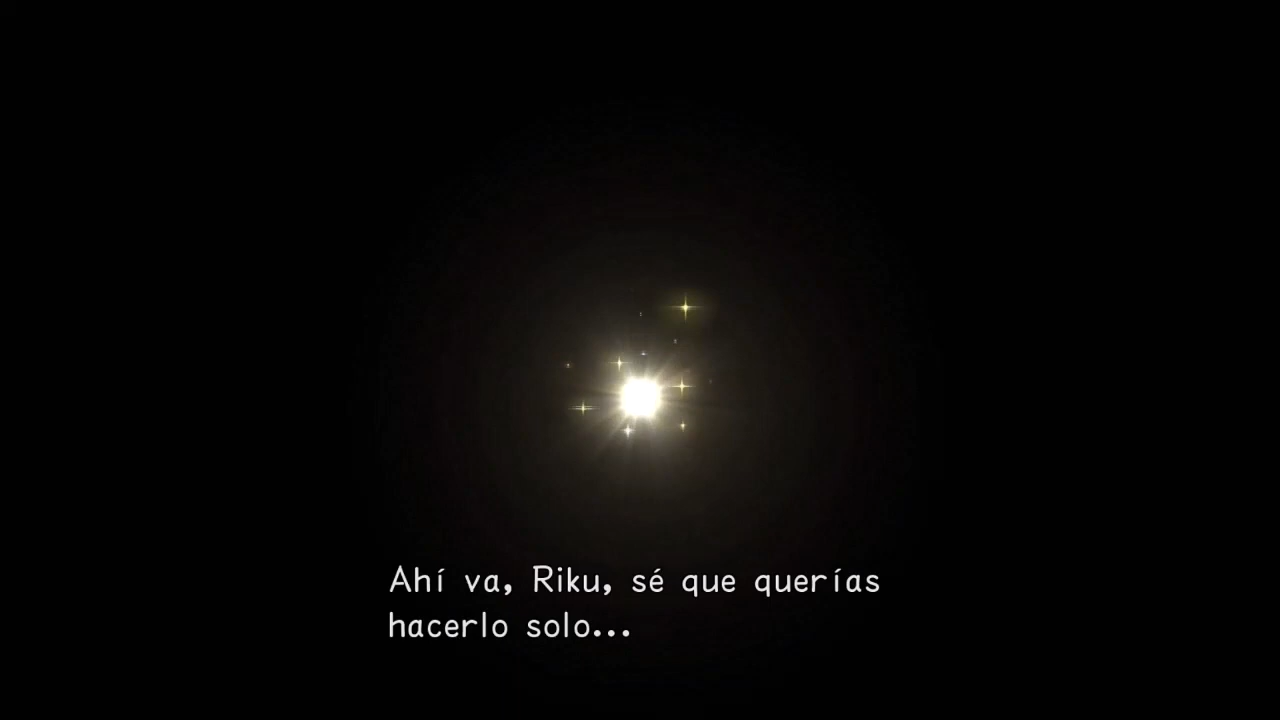 Ahí va, Riku, sé que querías
hacerlo solo...